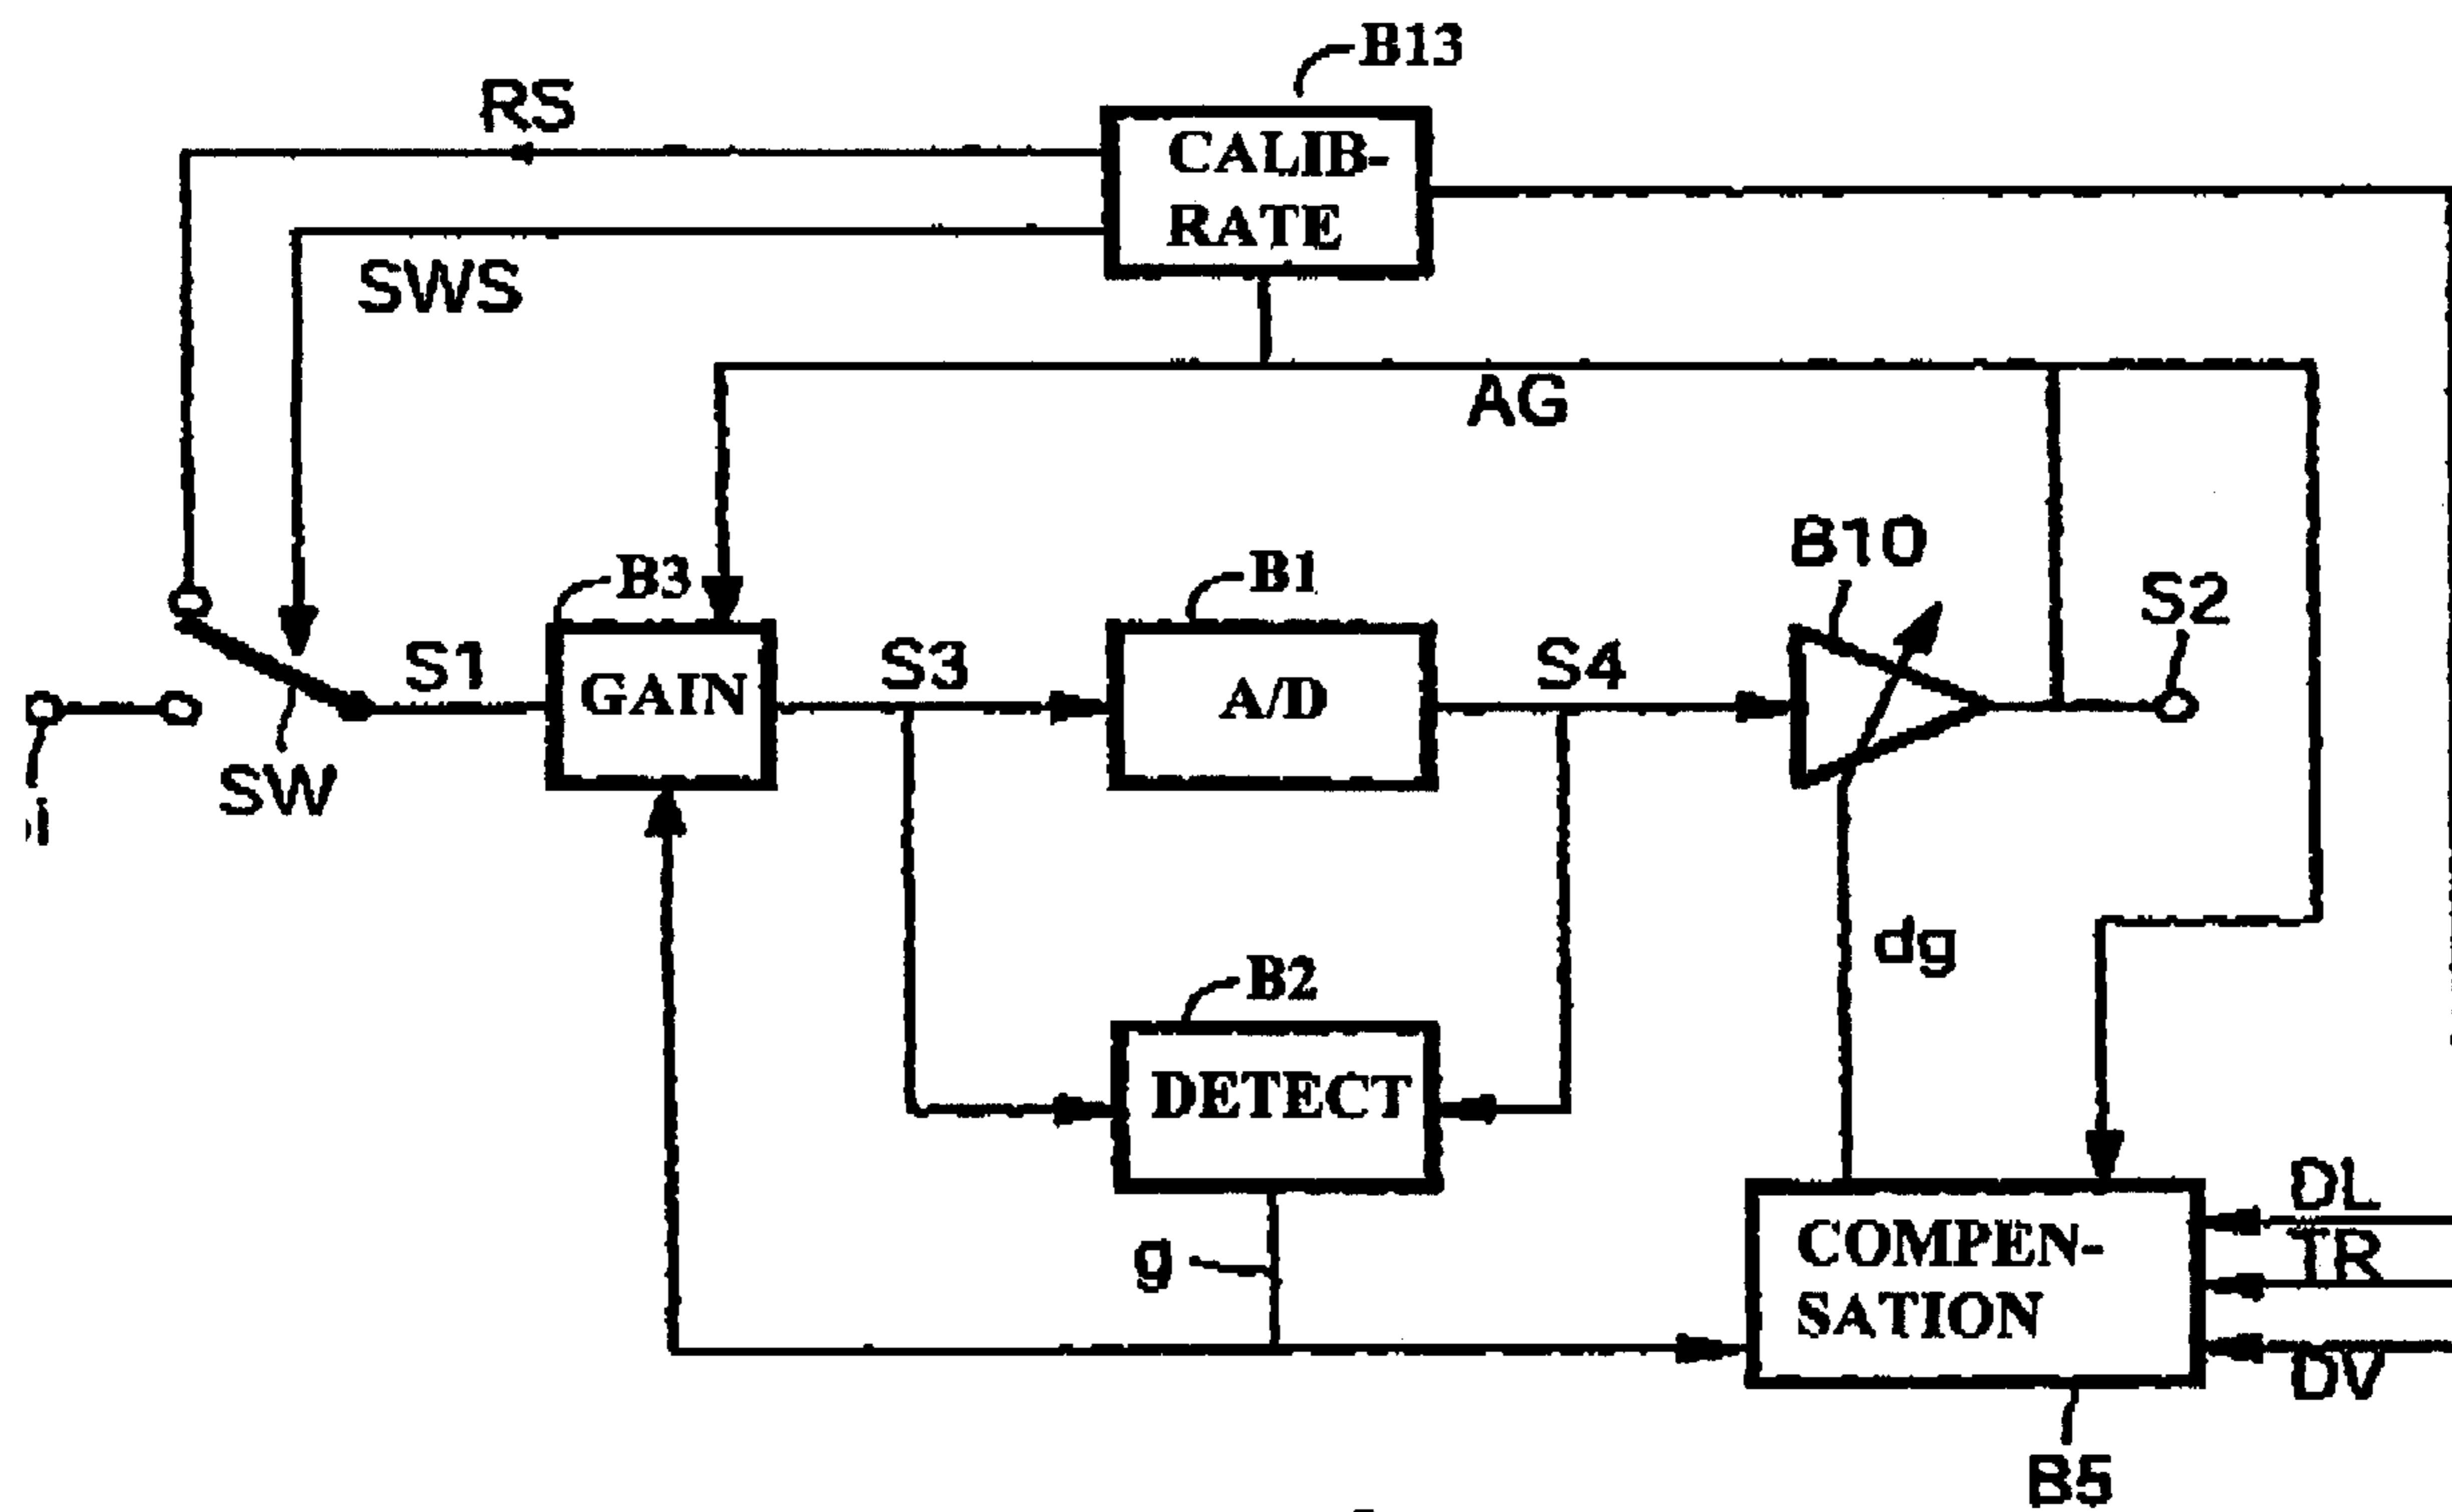 B13
RS
CALIB-
RATE
SWS
AG
B10
B3
B1
S2
S1
GAIN
S3
A/D
S4
SW
i
dg
B2
DETECT
DL
g
COMPEN-
SATION
TR
DV
B5